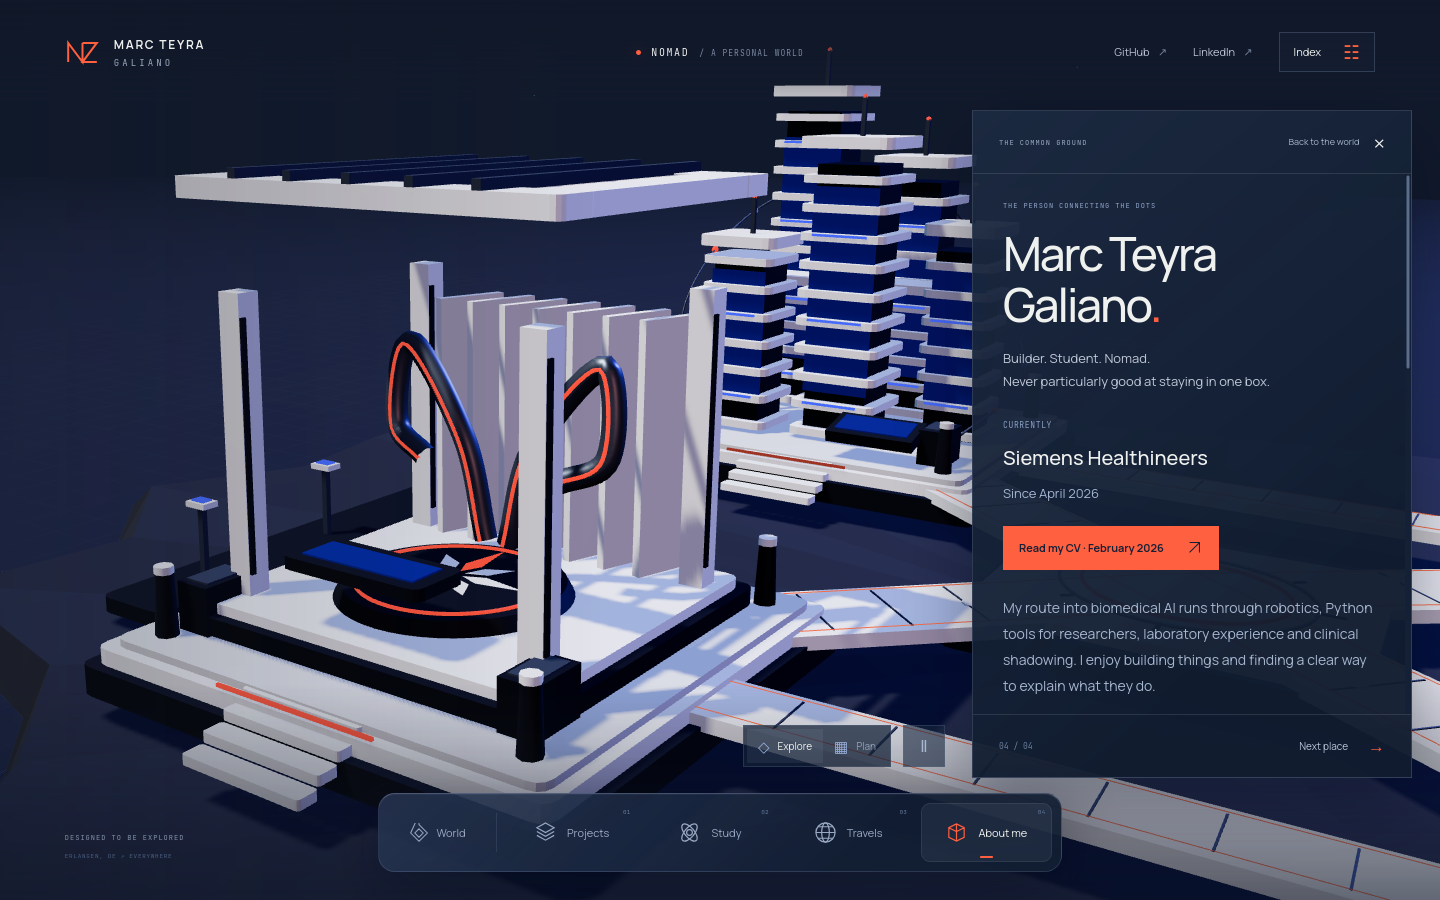 MARC TEYRA
GALIANO
NOMAD / A PERSONAL WORLD
GitHub ↗
LinkedIn ↗
Index
THE COMMON GROUND
Back to the world ×
THE PERSON CONNECTING THE DOTS
Marc Teyra
Galiano.
Builder. Student. Nomad.
Never particularly good at staying in one box.
CURRENTLY
Siemens Healthineers
Since April 2026
Read my CV · February 2026
My route into biomedical AI runs through robotics, Python
tools for researchers, laboratory experience and clinical
shadowing. I enjoy building things and finding a clear way
to explain what they do.
04 / 04
Next place →
Explore
Plan
World
Projects 01
Study 02
Travels 03
About me 04
DESIGNED TO BE EXPLORED
ERLANGEN, DE ↗ EVERYWHERE